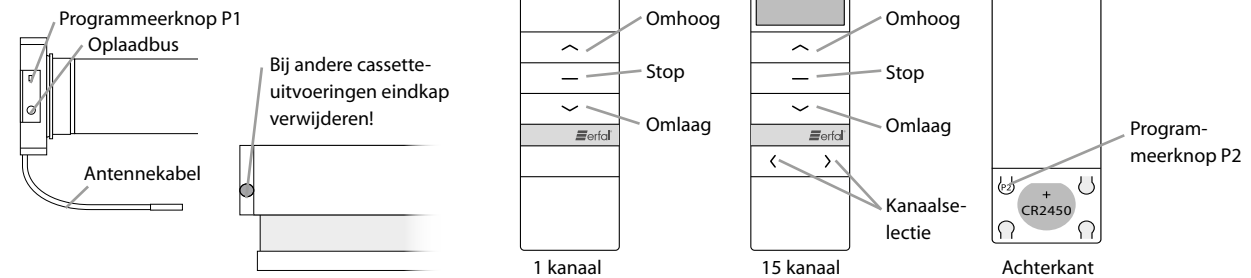 Programmeerknop P1
Oplaadbus
Antennekabel
Bij andere cassette-
uitvoeringen eindkap
verwijderen!
Omhoog
Stop
Omlaag
erfal
1 kanaal
Omhoog
Stop
Omlaag
erfal
Kanaalse-
lectie
15 kanaal
Program-
meerknop P2
P2
+
CR2450
Achterkant